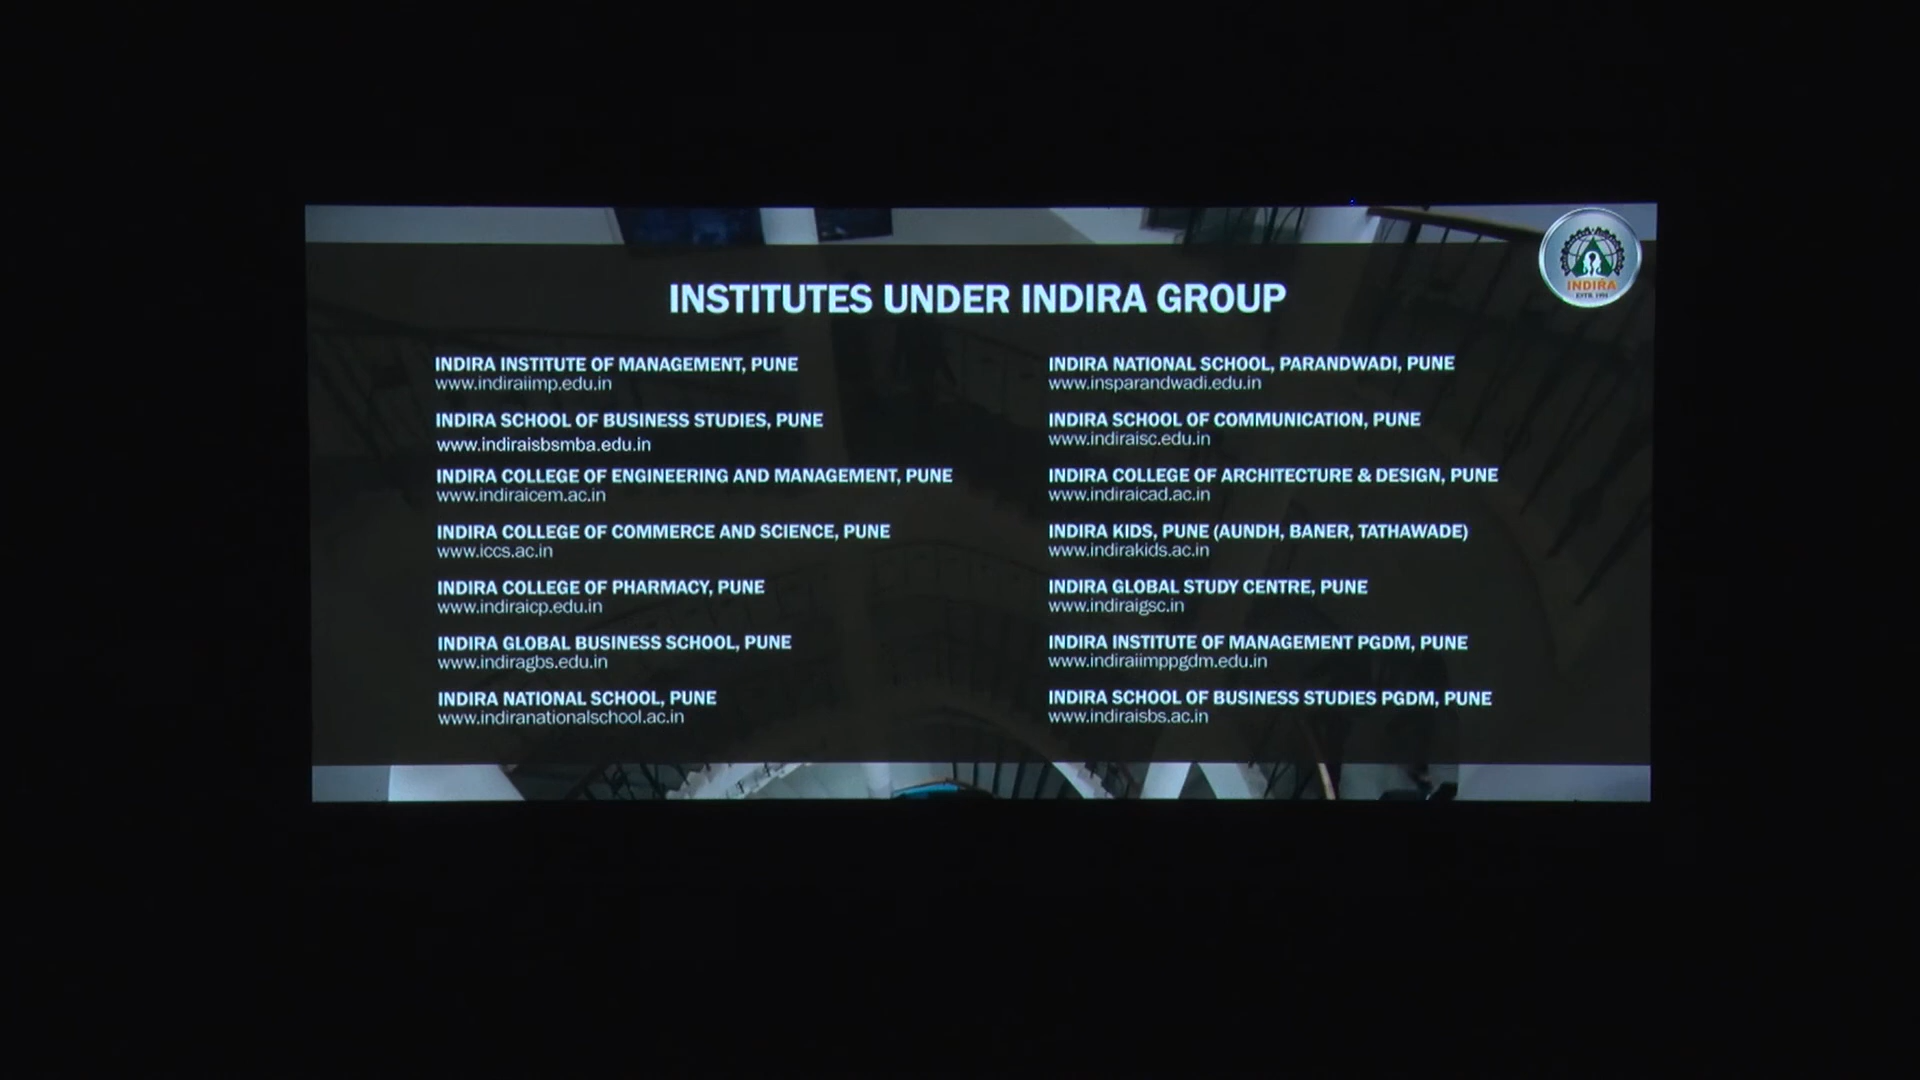 INSTITUTES UNDER INDIRA GROUP
INDIRA
ESTD. 1994
INDIRA INSTITUTE OF MANAGEMENT, PUNE
www.indiraiimp.edu.in
INDIRA SCHOOL OF BUSINESS STUDIES, PUNE
www.indiraisbsmba.edu.in
INDIRA COLLEGE OF ENGINEERING AND MANAGEMENT, PUNE
www.indiraicem.ac.in
INDIRA COLLEGE OF COMMERCE AND SCIENCE, PUNE
www.iccs.ac.in
INDIRA COLLEGE OF PHARMACY, PUNE
www.indiraicp.edu.in
INDIRA GLOBAL BUSINESS SCHOOL, PUNE
www.indiragbs.edu.in
INDIRA NATIONAL SCHOOL, PUNE
www.indiranationalschool.ac.in
INDIRA NATIONAL SCHOOL, PARANDWADI, PUNE
www.insparandwadi.edu.in
INDIRA SCHOOL OF COMMUNICATION, PUNE
www.indiraisc.edu.in
INDIRA COLLEGE OF ARCHITECTURE & DESIGN, PUNE
www.indiraicad.ac.in
INDIRA KIDS, PUNE (AUNDH, BANER, TATHAWADE)
www.indirakids.ac.in
INDIRA GLOBAL STUDY CENTRE, PUNE
www.indiraigsc.in
INDIRA INSTITUTE OF MANAGEMENT PGDM, PUNE
www.indiraiimppgdm.edu.in
INDIRA SCHOOL OF BUSINESS STUDIES PGDM, PUNE
www.indiraisbs.ac.in